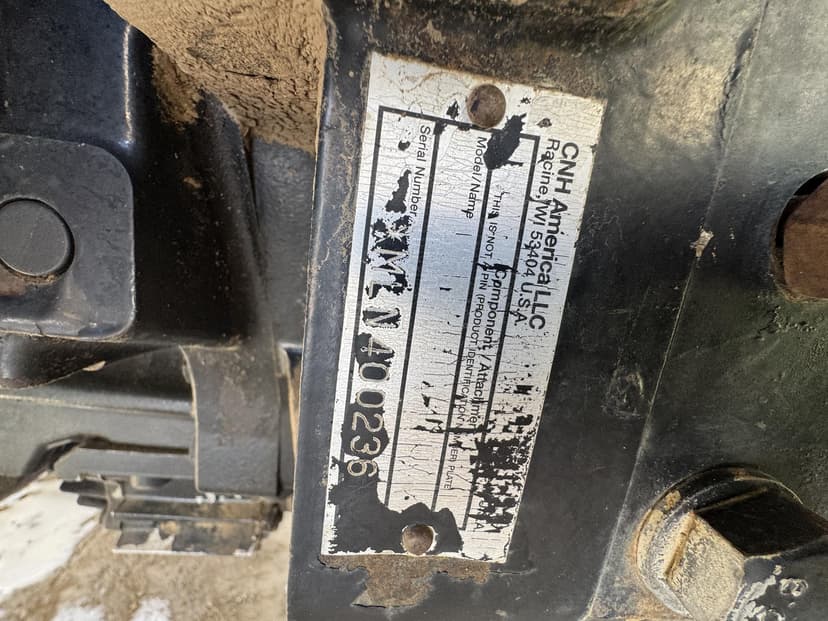 CNH America LLC
Racine, WI 53404 U.S.A.
Component / Attachment
THIS IS NOT A PIN (PRODUCT IDENTIFICATION NUMBER) PLATE
Model/Name
Serial Number
XMLN400236